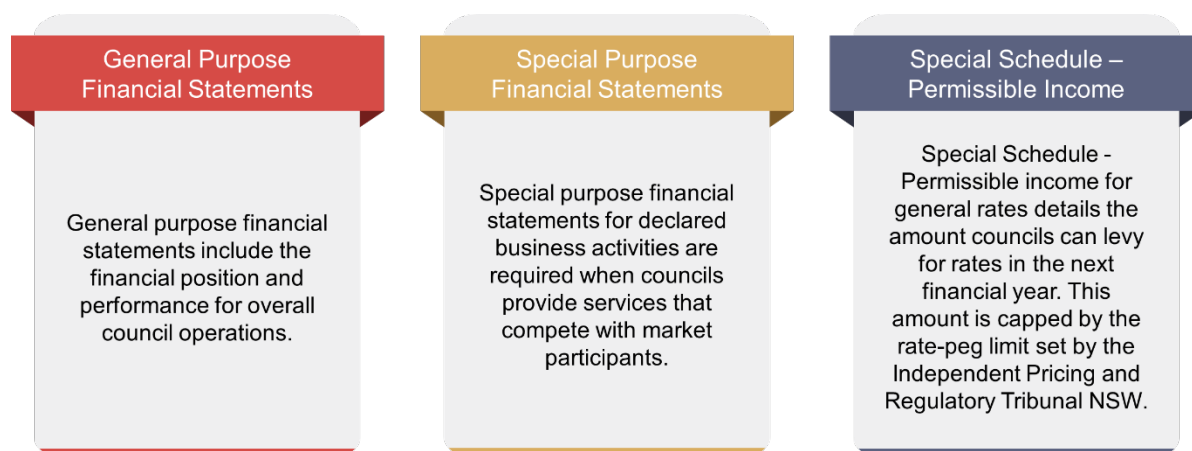 General Purpose
Financial Statements
General purpose financial
statements include the
financial position and
performance for overall
council operations.
Special Purpose
Financial Statements
Special purpose financial
statements for declared
business activities are
required when councils
provide services that
compete with market
participants.
Special Schedule –
Permissible Income
Special Schedule -
Permissible income for
general rates details the
amount councils can levy
for rates in the next
financial year. This
amount is capped by the
rate-peg limit set by the
Independent Pricing and
Regulatory Tribunal NSW.